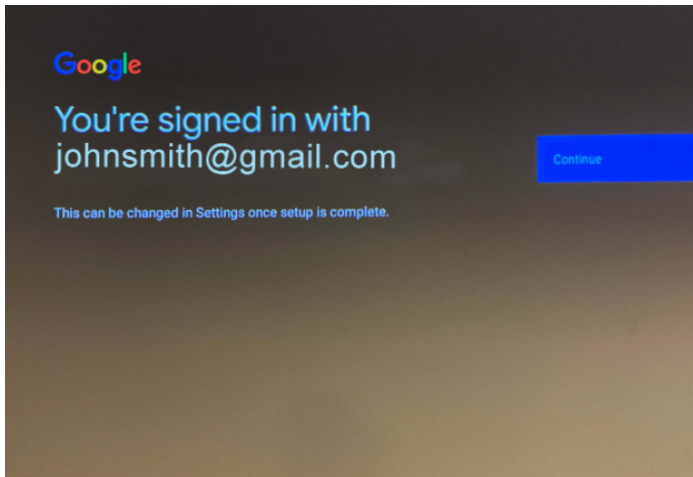 Google
You're signed in with
johnsmith@gmail.com
Continue
This can be changed in Settings once setup is complete.